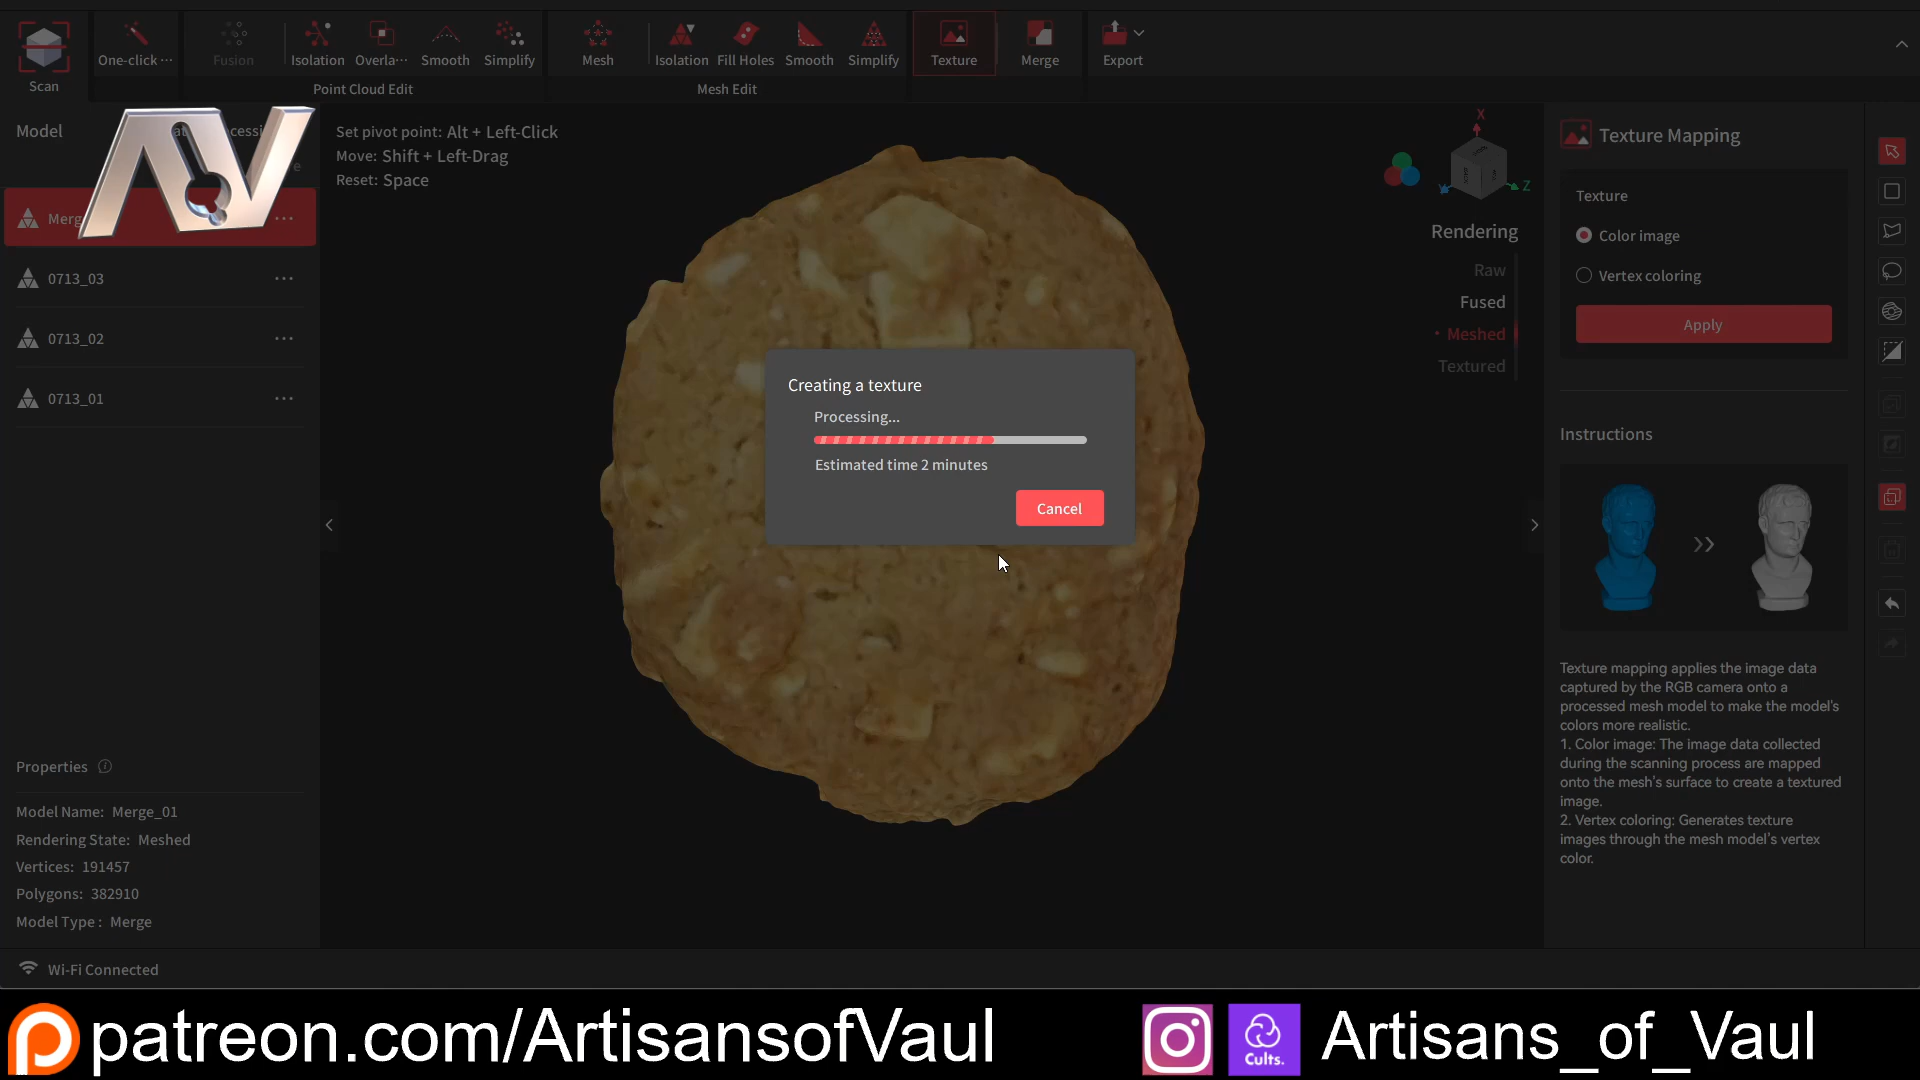 One-click ···
Fusion
Isolation
Overla···
Smooth
Simplify
Mesh
Isolation
Fill Holes
Smooth
Simplify
Texture
Merge
Export
Scan
Point Cloud Edit
Mesh Edit
Model
Set pivot point: Alt + Left-Click
Move: Shift + Left-Drag
Reset: Space
AV
0713_03
0713_02
0713_01
X
Z
Rendering
Raw
Fused
Meshed
Textured
Creating a texture
Processing...
Estimated time 2 minutes
Cancel
Texture Mapping
Texture
Color image
Vertex coloring
Apply
Instructions
Texture mapping applies the image data
captured by the RGB camera onto a
processed mesh model to make the model's
colors more realistic.
1. Color image: The image data collected
during the scanning process are mapped
onto the mesh's surface to create a textured
image.
2. Vertex coloring: Generates texture
images through the mesh model's vertex
color.
Properties
Model Name: Merge_01
Rendering State: Meshed
Vertices: 191457
Polygons: 382910
Model Type : Merge
Wi-Fi Connected
patreon.com/ArtisansofVaul
Cults.
Artisans_of_Vaul